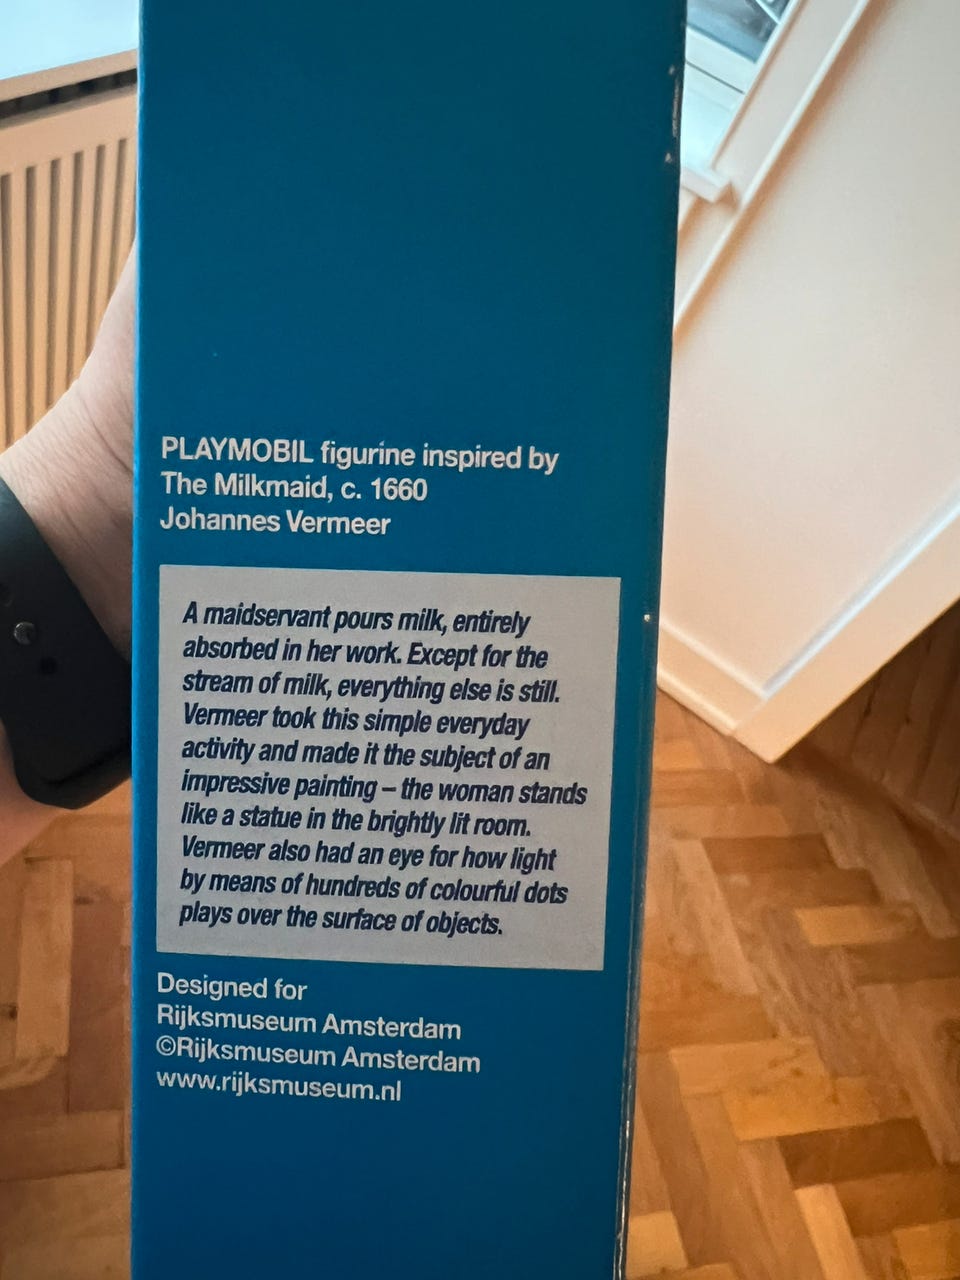 PLAYMOBIL figurine inspired by
The Milkmaid, c. 1660
Johannes Vermeer
A maidservant pours milk, entirely
absorbed in her work. Except for the
stream of milk, everything else is still.
Vermeer took this simple everyday
activity and made it the subject of an
impressive painting – the woman stands
like a statue in the brightly lit room.
Vermeer also had an eye for how light
by means of hundreds of colourful dots
plays over the surface of objects.
Designed for
Rijksmuseum Amsterdam
©Rijksmuseum Amsterdam
www.rijksmuseum.nl